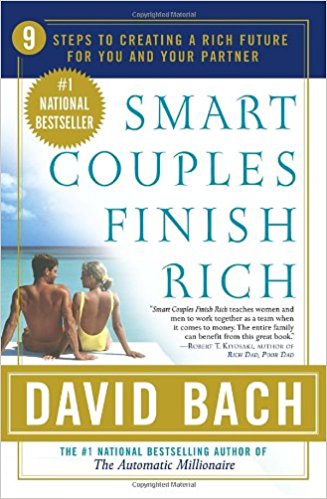 9 STEPS TO CREATING A RICH FUTURE
FOR YOU AND YOUR PARTNER
#1
NATIONAL
BESTSELLER
SMART
COUPLES
FINISH
RICH
"Smart Couples Finish Rich teaches women and
men to work together as a team when
it comes to money. The entire family
can benefit from this great book."
—ROBERT T. KIYOSAKI, AUTHOR OF
RICH DAD, POOR DAD
DAVID BACH
THE #1 NATIONAL BESTSELLING AUTHOR OF
The Automatic Millionaire